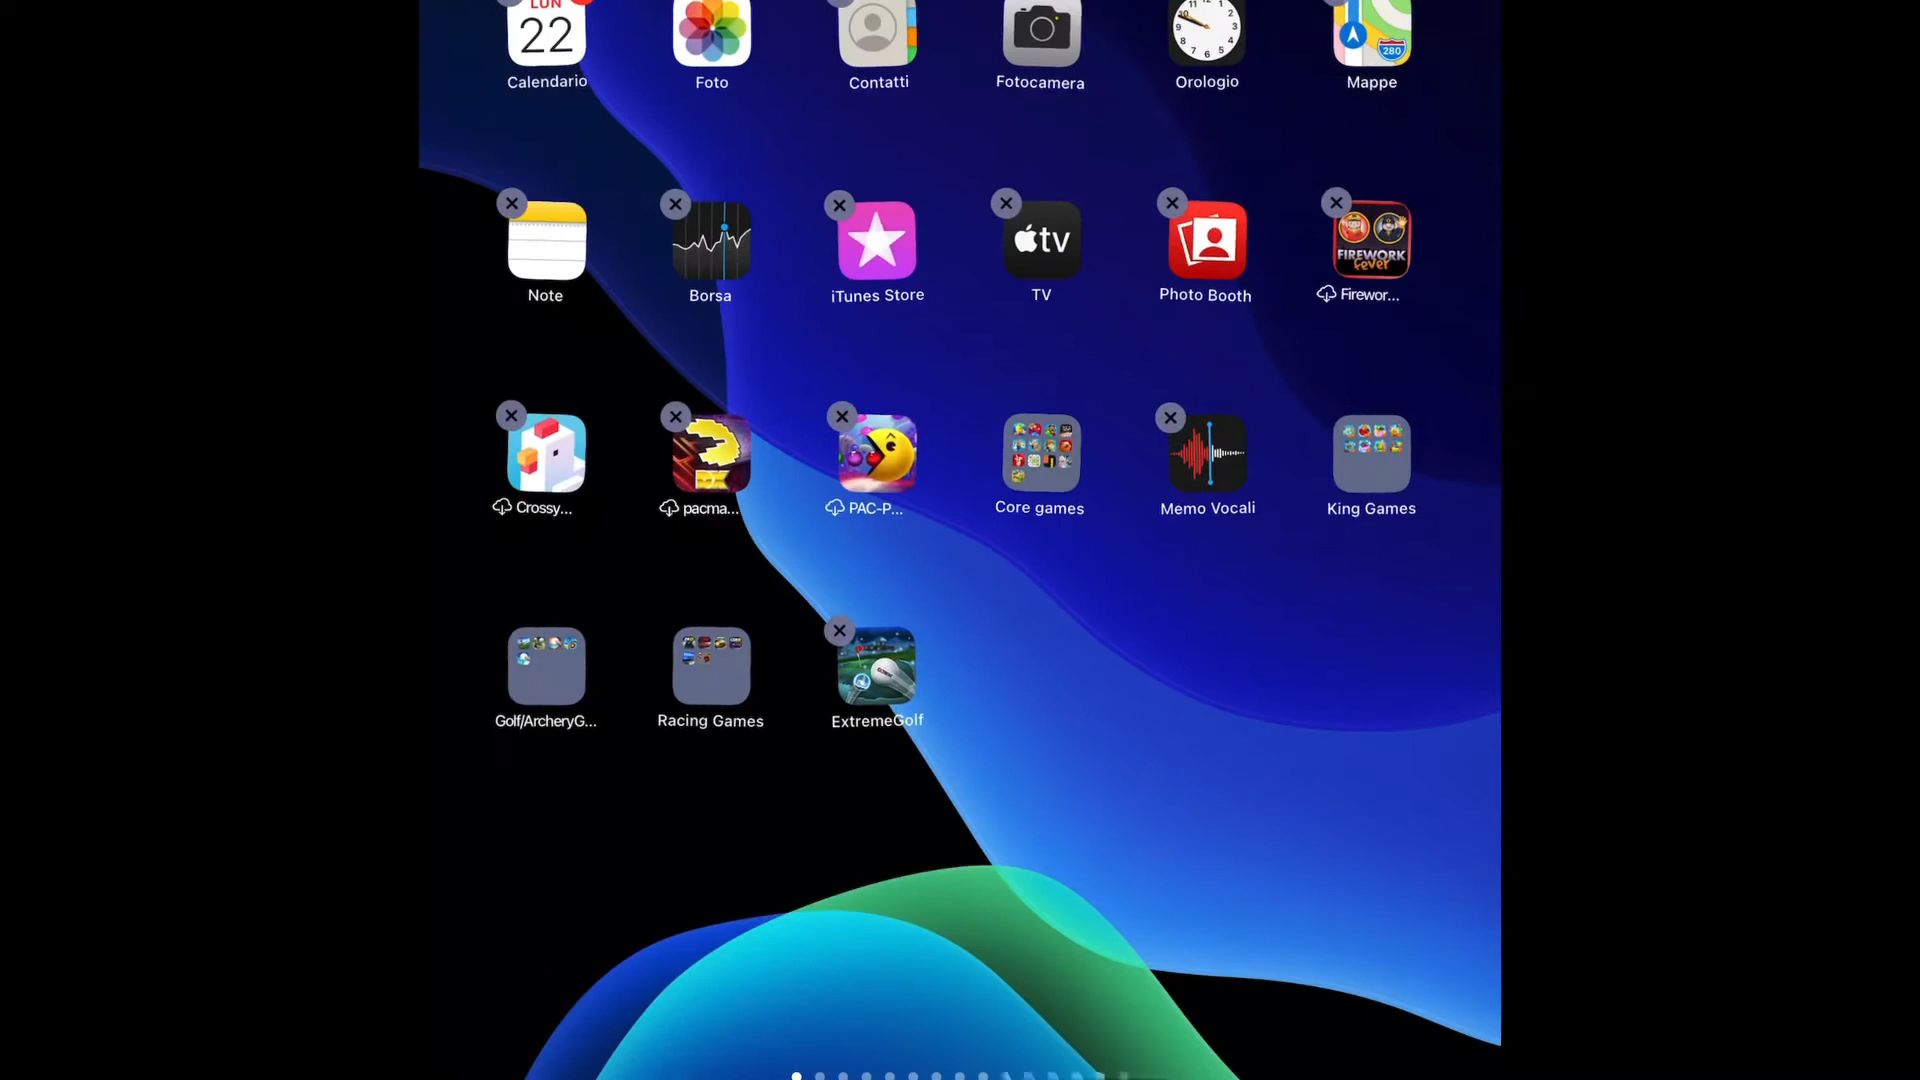 LUN
22
280
Calendario
Foto
Contatti
Fotocamera
Orologio
Mappe
tv
FIREWORK
fever
Note
Borsa
iTunes Store
TV
Photo Booth
Firewor...
Crossy...
pacma...
PAC-P...
Core games
Memo Vocali
King Games
Golf/ArcheryG...
Racing Games
ExtremeGolf